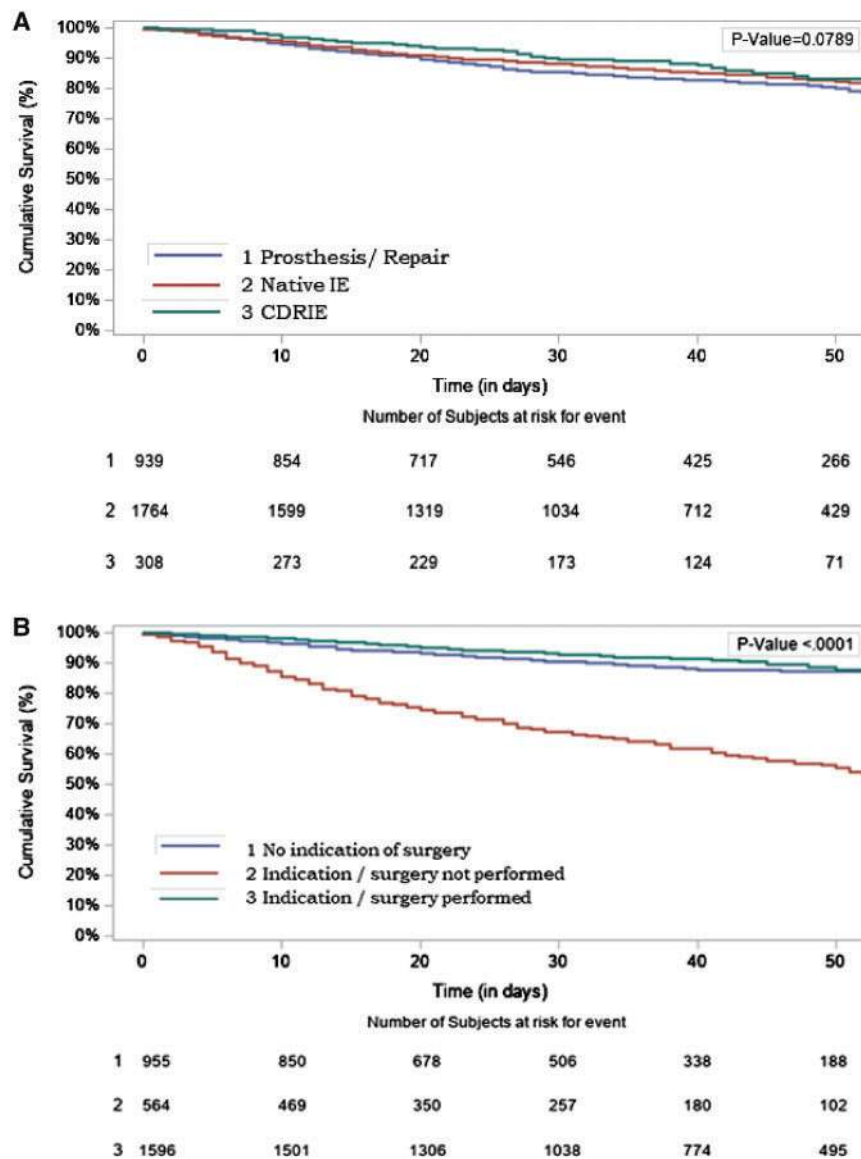 A
100%
90%
80%
70%
60%
50%
40%
30%
20%
10%
0%
Cumulative Survival (%)
P-Value=0.0789
1 Prosthesis/ Repair
2 Native IE
3 CDRIE
0 10 20 30 40 50
Time (in days)
Number of Subjects at risk for event
1 939 854 717 546 425 266
2 1764 1599 1319 1034 712 429
3 308 273 229 173 124 71
B
100%
90%
80%
70%
60%
50%
40%
30%
20%
10%
0%
Cumulative Survival (%)
P-Value <.0001
1 No indication of surgery
2 Indication / surgery not performed
3 Indication / surgery performed
0 10 20 30 40 50
Time (in days)
Number of Subjects at risk for event
1 955 850 678 506 338 188
2 564 469 350 257 180 102
3 1596 1501 1306 1038 774 495